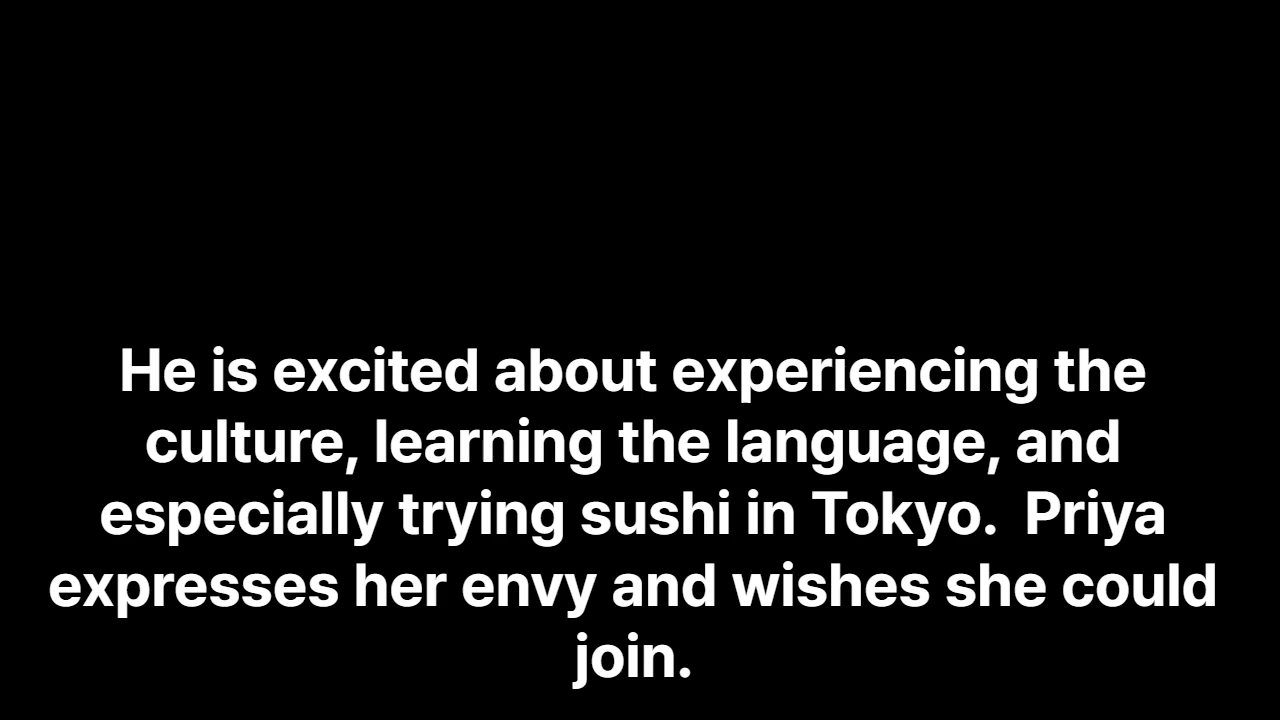 He is excited about experiencing the
culture, learning the language, and
especially trying sushi in Tokyo.  Priya
expresses her envy and wishes she could
join.